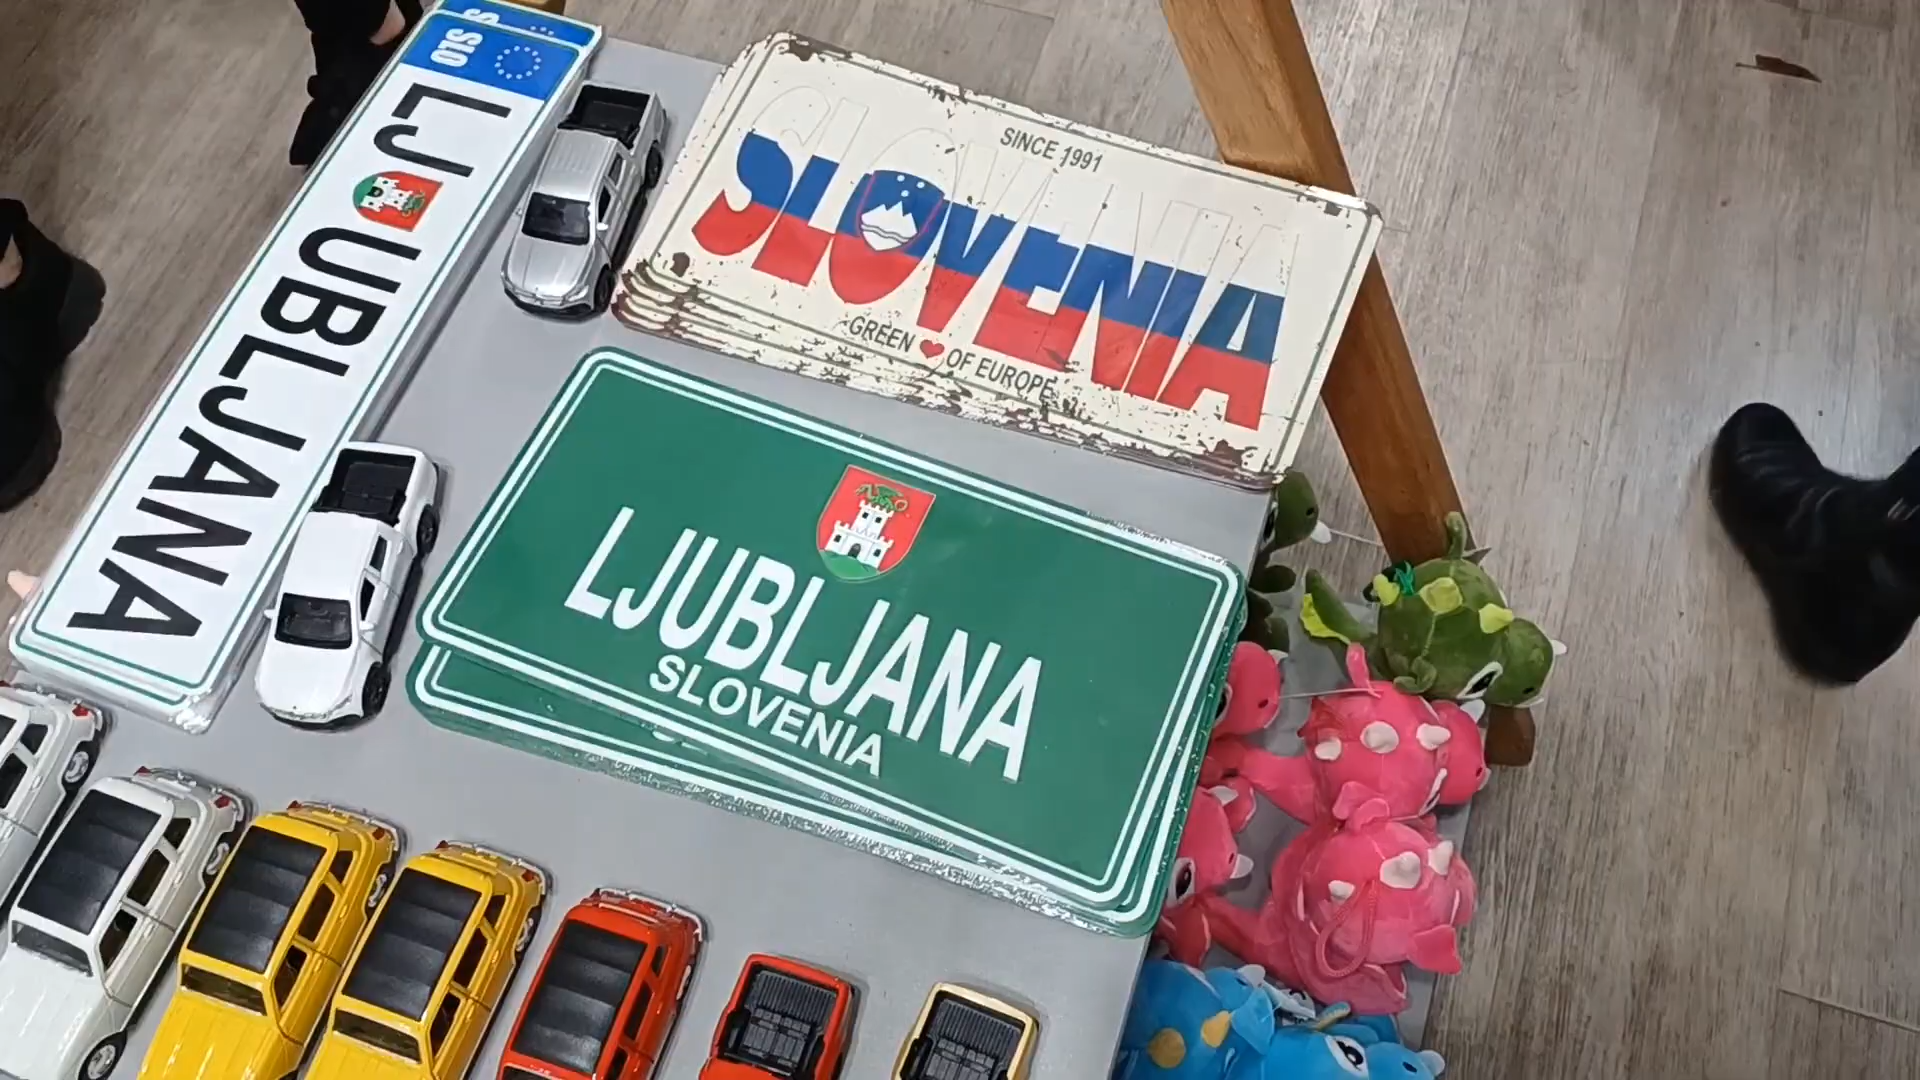 S
SLO
LJUBLJANA
SINCE 1991
SLOVENIA
GREEN OF EUROPE
LJUBLJANA
SLOVENIA